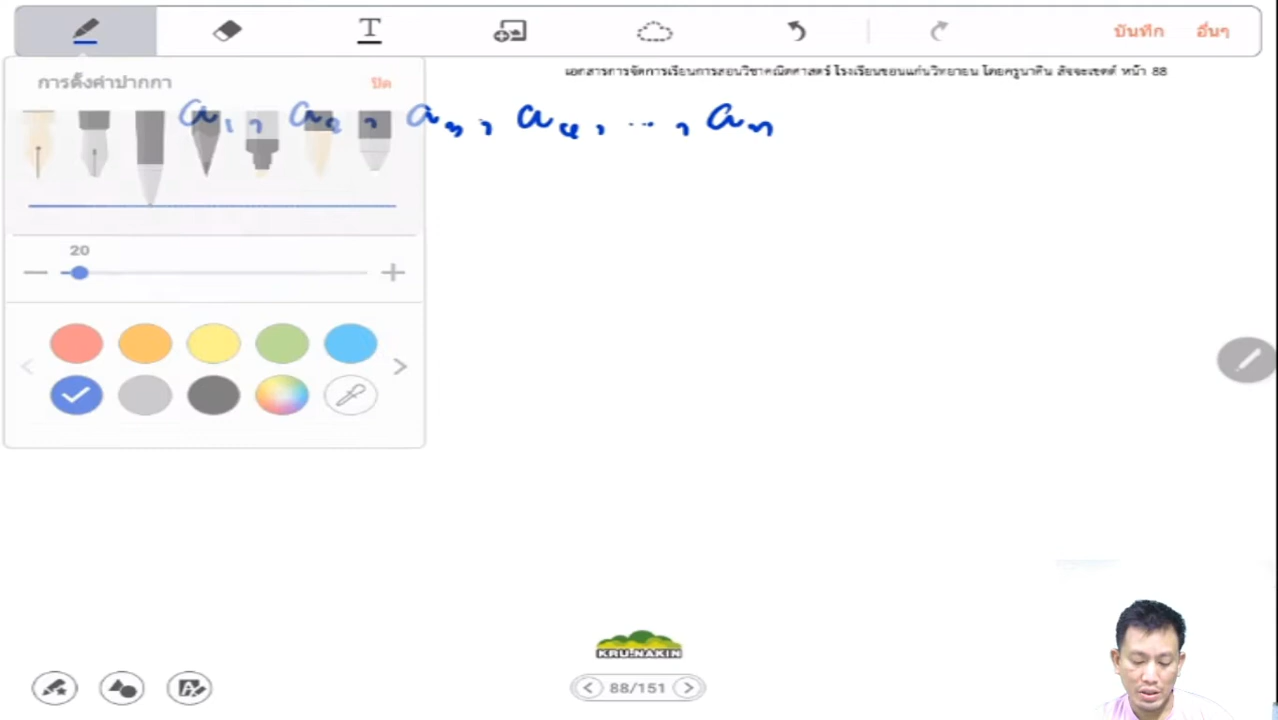 T
บันทึก อื่นๆ
เอกสารการจัดการเรียนการสอนวิชาคณิตศาสตร์ โรงเรียนขอนแก่นวิทยายน โดยครูนาคิน สัจจะเขตต์ หน้า 88
การตั้งค่าปากกา ปิด
a₁, a₂, a₃, a₄, ..., aₙ
20
KRU.NAKIN
88/151